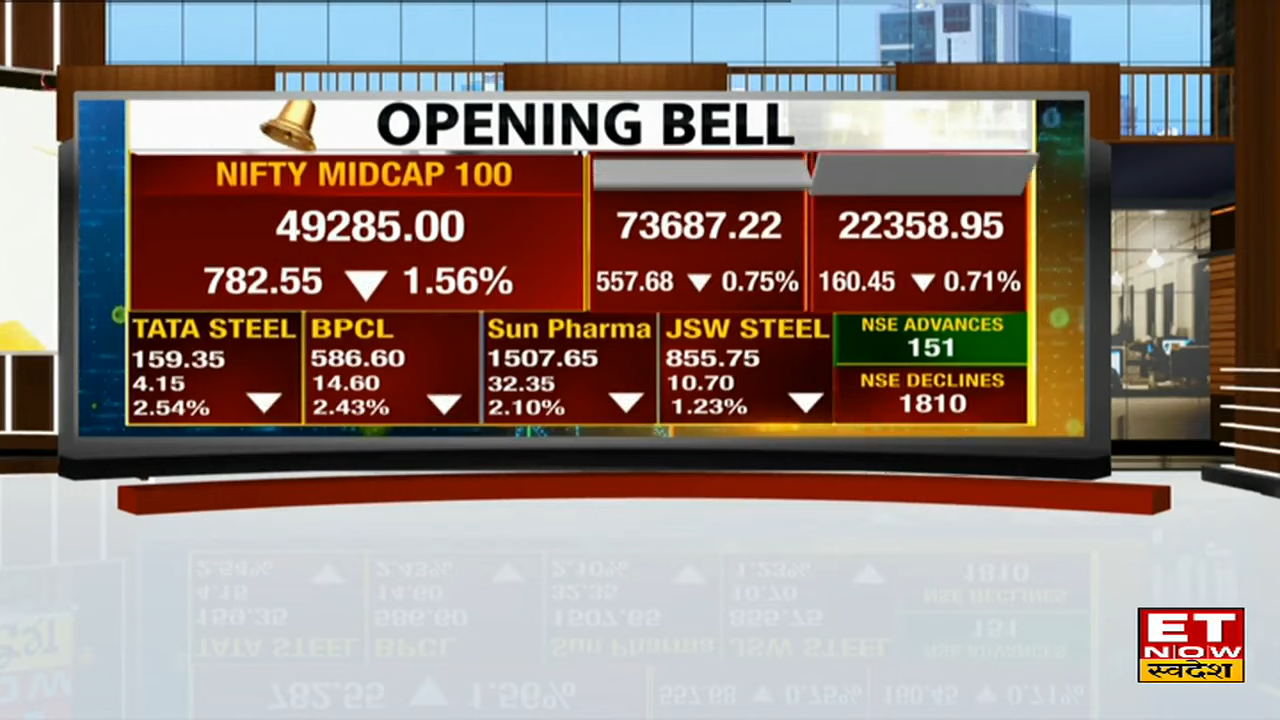 OPENING BELL
NIFTY MIDCAP 100
49285.00
782.55 ▼ 1.56%
73687.22
557.68 ▼ 0.75%
22358.95
160.45 ▼ 0.71%
TATA STEEL
159.35
4.15
2.54% ▼
BPCL
586.60
14.60
2.43% ▼
Sun Pharma
1507.65
32.35
2.10% ▼
JSW STEEL
855.75
10.70
1.23% ▼
NSE ADVANCES
151
NSE DECLINES
1810
ET
NOW
स्वदेश